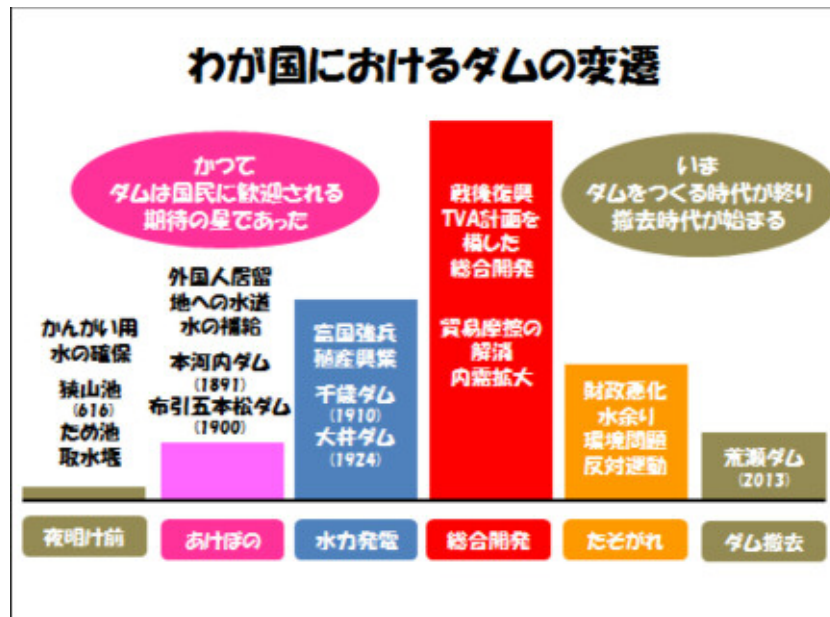 わが国におけるダムの変遷
かつて
ダムは国民に歓迎される
期待の星であった
いま
ダムをつくる時代が終り
撤去時代が始まる
かんがい用
水の確保
狭山池
(616)
ため池
取水堰
外国人居留
地への水道
水の補給
本河内ダム
(1891)
布引五本松ダム
(1900)
富国強兵
殖産興業
千歳ダム
(1910)
大井ダム
(1924)
戦後復興
TVA計画を
模した
総合開発
貿易摩擦の
解消
内需拡大
財政悪化
水余り
環境問題
反対運動
荒瀬ダム
(2013)
夜明け前
あけぼの
水力発電
総合開発
たそがれ
ダム撤去